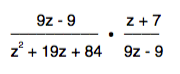 9z - 9 / z² + 19z + 84 • z + 7 / 9z - 9